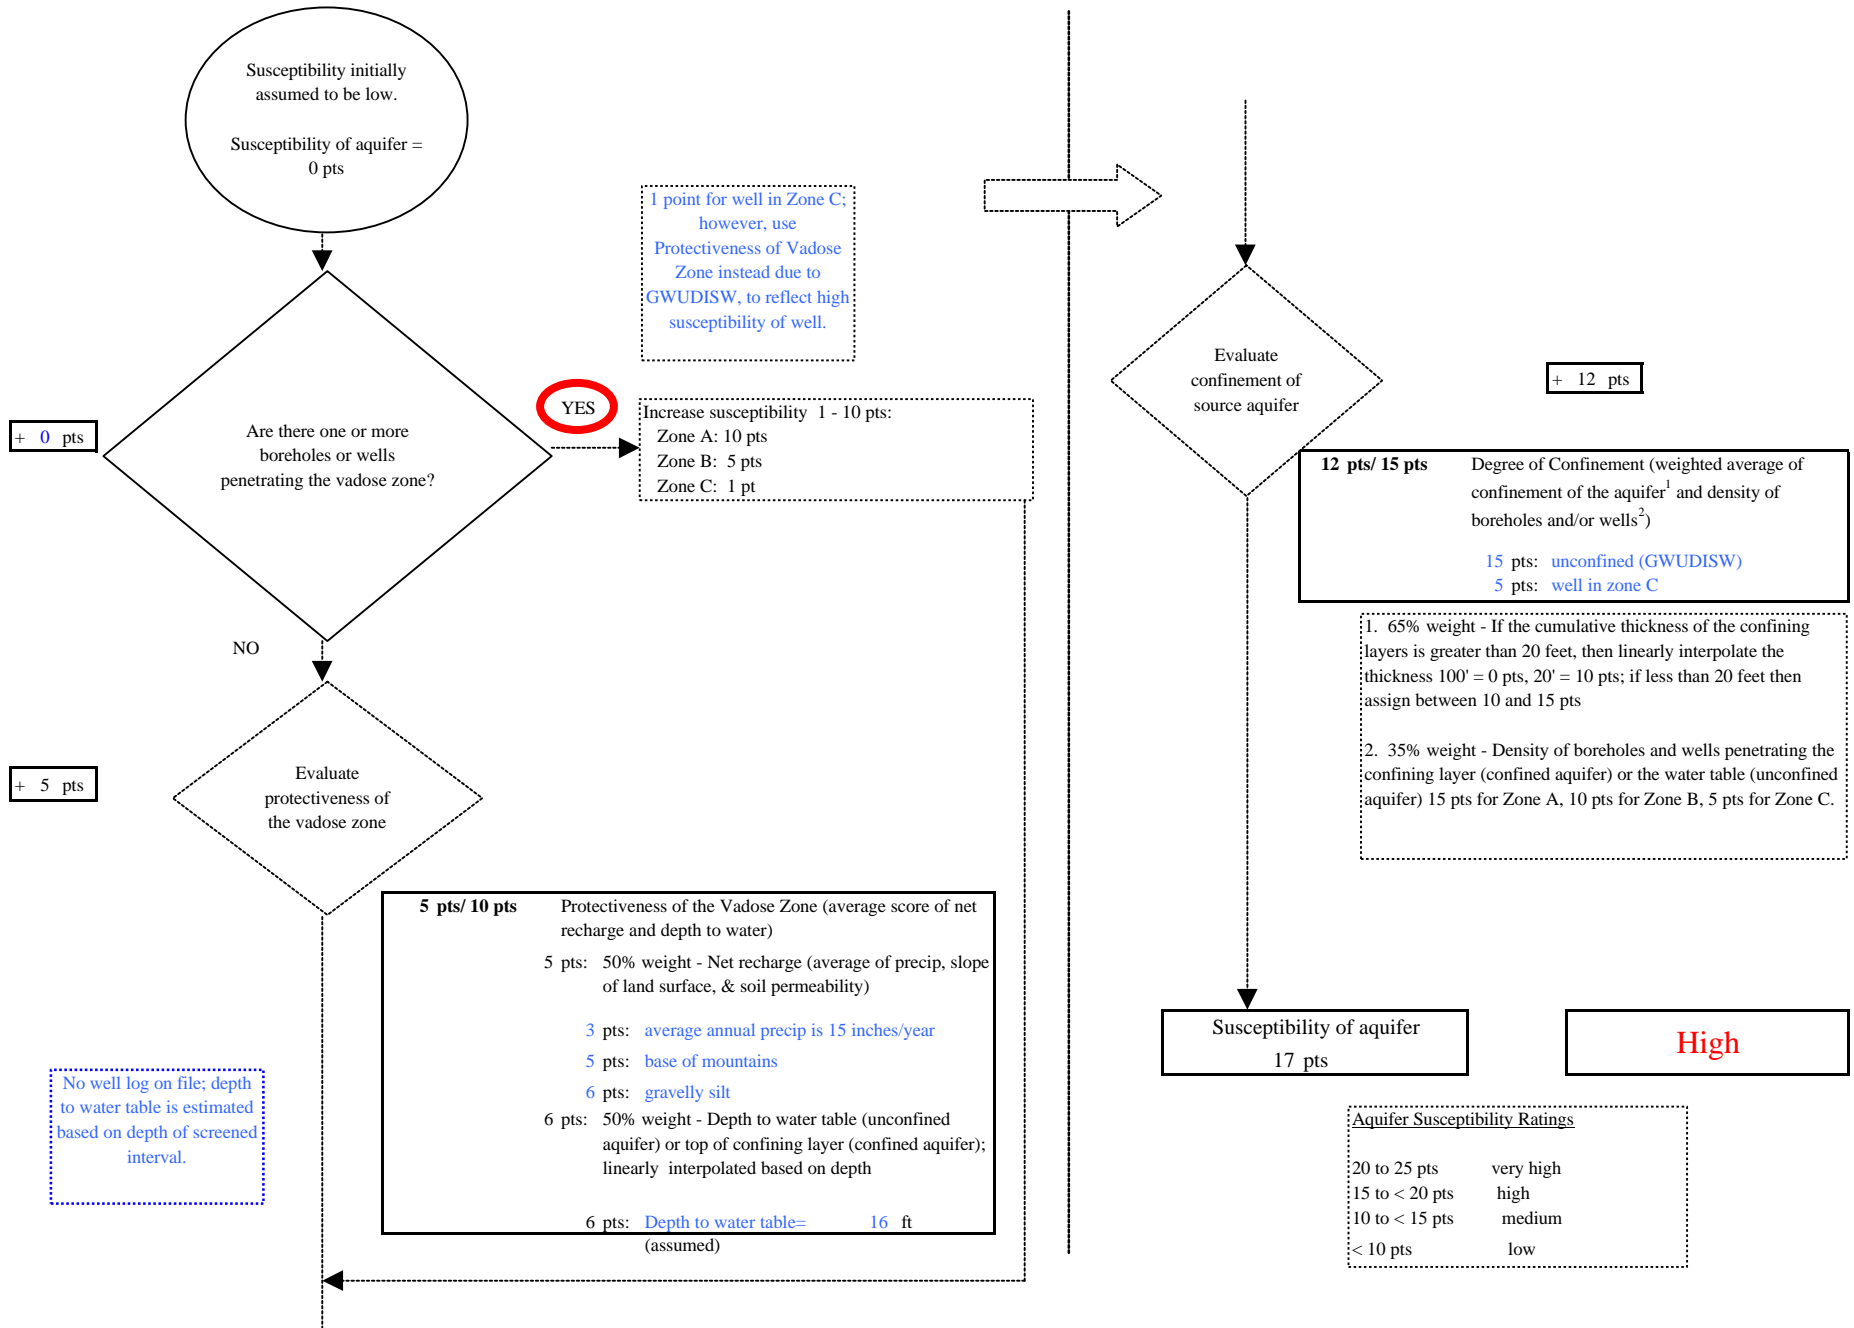 Susceptibility initially
assumed to be low.
Susceptibility of aquifer =
0 pts
1 point for well in Zone C;
however, use
Protectiveness of Vadose
Zone instead due to
GWUDISW, to reflect high
susceptibility of well.
+ 0 pts
Are there one or more
boreholes or wells
penetrating the vadose zone?
YES
Increase susceptibility 1 - 10 pts:
Zone A: 10 pts
Zone B: 5 pts
Zone C: 1 pt
NO
+ 5 pts
Evaluate
protectiveness of
the vadose zone
5 pts/ 10 pts Protectiveness of the Vadose Zone (average score of net
recharge and depth to water)
5 pts: 50% weight - Net recharge (average of precip, slope
of land surface, & soil permeability)
3 pts: average annual precip is 15 inches/year
5 pts: base of mountains
6 pts: gravelly silt
6 pts: 50% weight - Depth to water table (unconfined
aquifer) or top of confining layer (confined aquifer);
linearly interpolated based on depth
6 pts: Depth to water table= 16 ft
(assumed)
No well log on file; depth
to water table is estimated
based on depth of screened
interval.
Evaluate
confinement of
source aquifer
+ 12 pts
12 pts/ 15 pts Degree of Confinement (weighted average of
confinement of the aquifer1 and density of
boreholes and/or wells2)
15 pts: unconfined (GWUDISW)
5 pts: well in zone C
1. 65% weight - If the cumulative thickness of the confining
layers is greater than 20 feet, then linearly interpolate the
thickness 100' = 0 pts, 20' = 10 pts; if less than 20 feet then
assign between 10 and 15 pts
2. 35% weight - Density of boreholes and wells penetrating the
confining layer (confined aquifer) or the water table (unconfined
aquifer) 15 pts for Zone A, 10 pts for Zone B, 5 pts for Zone C.
Susceptibility of aquifer
17 pts
High
Aquifer Susceptibility Ratings
20 to 25 pts very high
15 to < 20 pts high
10 to < 15 pts medium
< 10 pts low